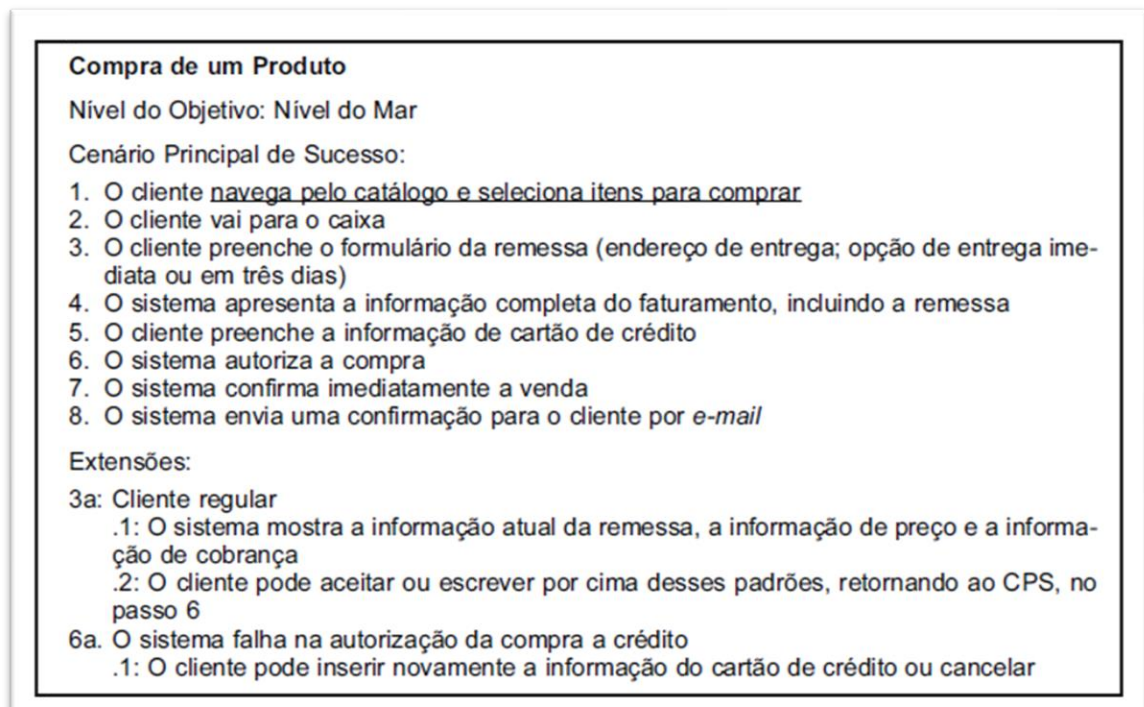 Compra de um Produto
Nível do Objetivo: Nível do Mar
Cenário Principal de Sucesso:
1. O cliente navega pelo catálogo e seleciona itens para comprar
2. O cliente vai para o caixa
3. O cliente preenche o formulário da remessa (endereço de entrega; opção de entrega ime-
diata ou em três dias)
4. O sistema apresenta a informação completa do faturamento, incluindo a remessa
5. O cliente preenche a informação de cartão de crédito
6. O sistema autoriza a compra
7. O sistema confirma imediatamente a venda
8. O sistema envia uma confirmação para o cliente por e-mail
Extensões:
3a: Cliente regular
.1: O sistema mostra a informação atual da remessa, a informação de preço e a informa-
ção de cobrança
.2: O cliente pode aceitar ou escrever por cima desses padrões, retornando ao CPS, no
passo 6
6a. O sistema falha na autorização da compra a crédito
.1: O cliente pode inserir novamente a informação do cartão de crédito ou cancelar